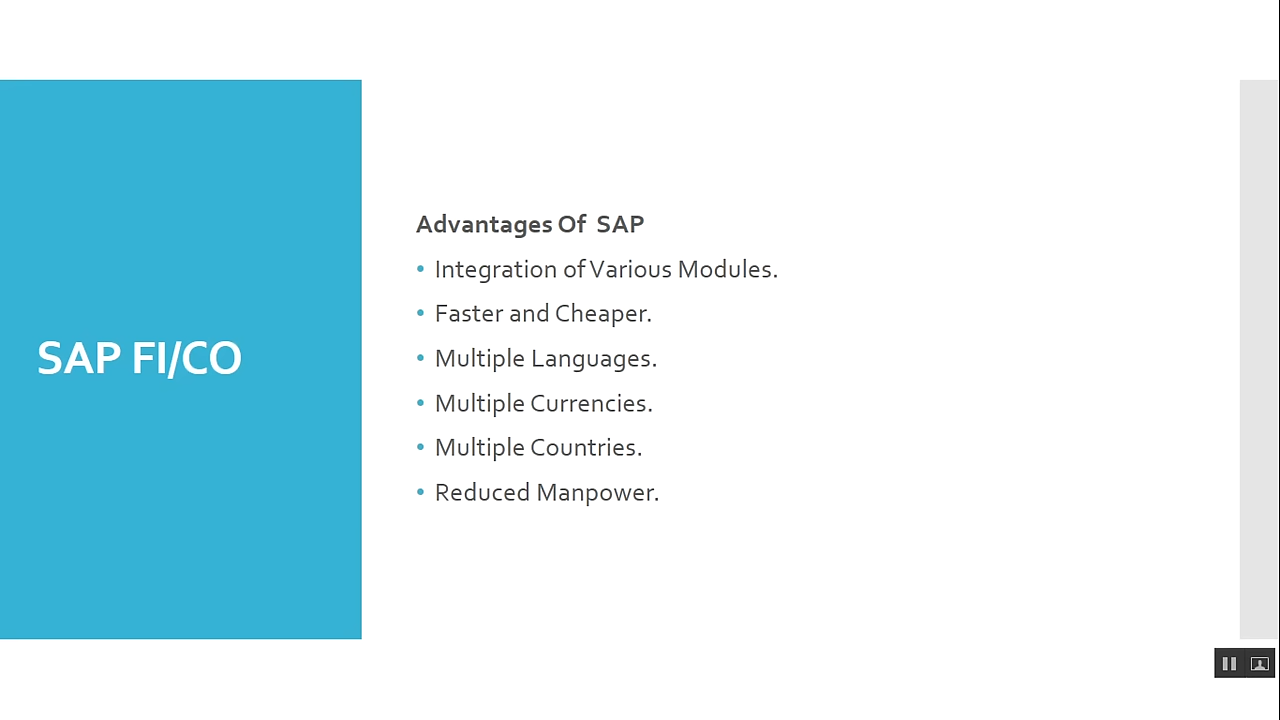 SAP FI/CO
Advantages Of SAP
• Integration of Various Modules.
• Faster and Cheaper.
• Multiple Languages.
• Multiple Currencies.
• Multiple Countries.
• Reduced Manpower.